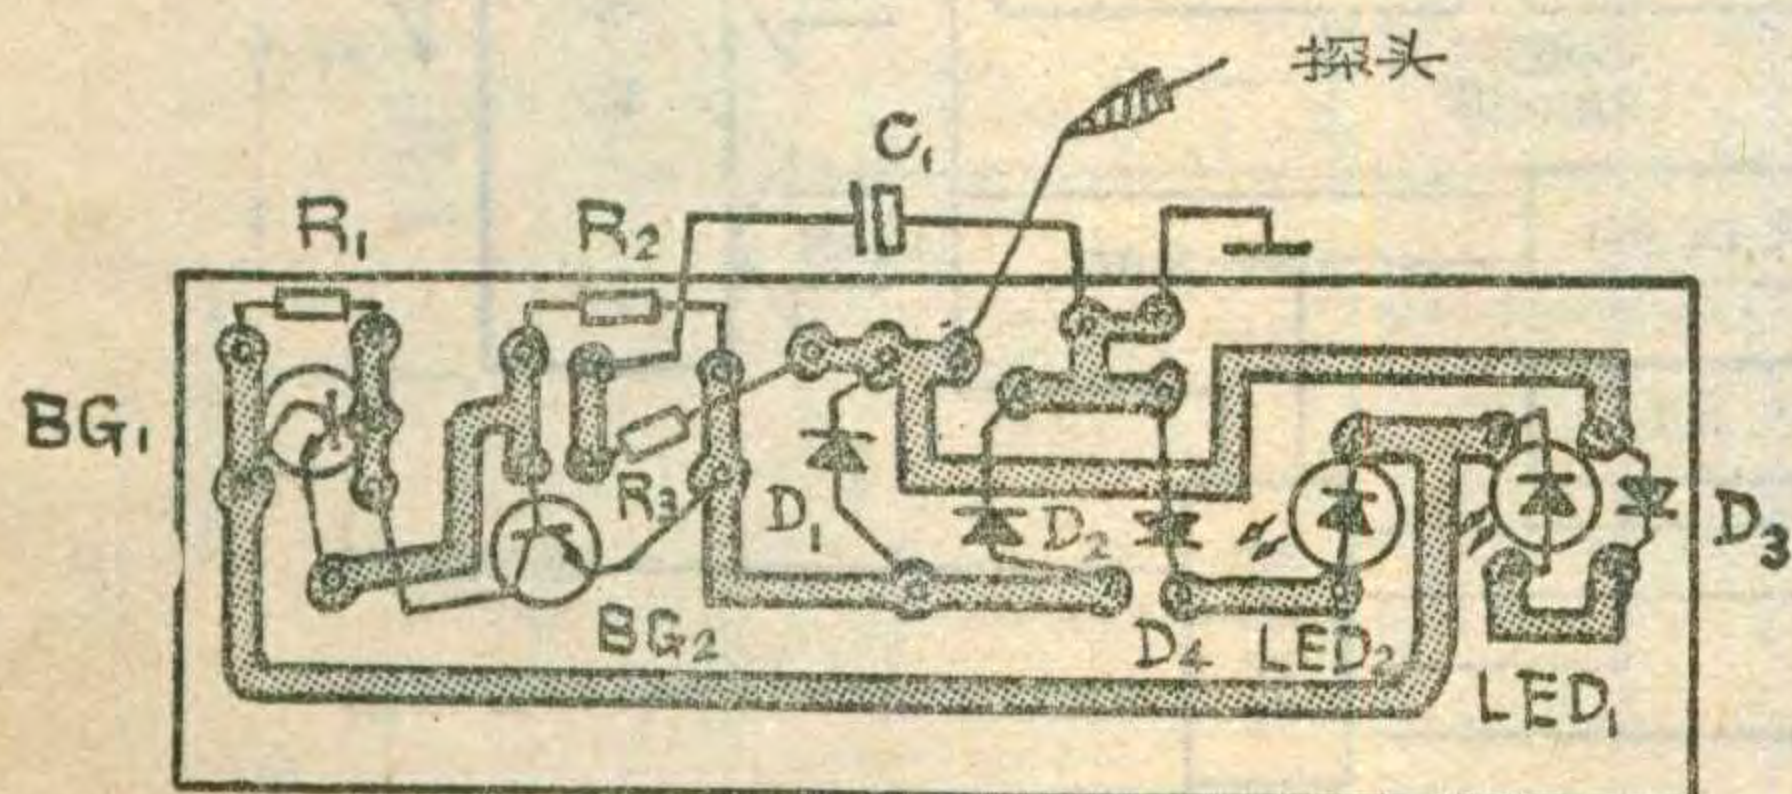 探头
C₁
R₁
R₂
BG₁
R₃
D₁
D₂
D₃
BG₂
D₄
LED₂
LED₁